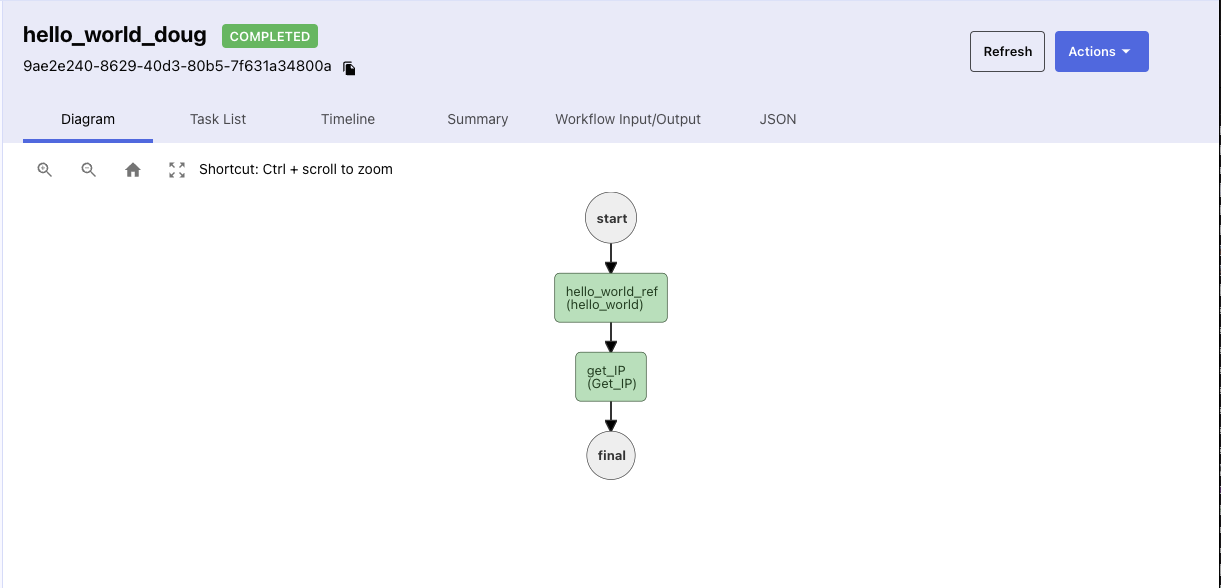 hello_world_doug COMPLETED
9ae2e240-8629-40d3-80b5-7f631a34800a
Refresh
Actions
Diagram Task List Timeline Summary Workflow Input/Output JSON
Shortcut: Ctrl + scroll to zoom
start
hello_world_ref
(hello_world)
get_IP
(Get_IP)
final